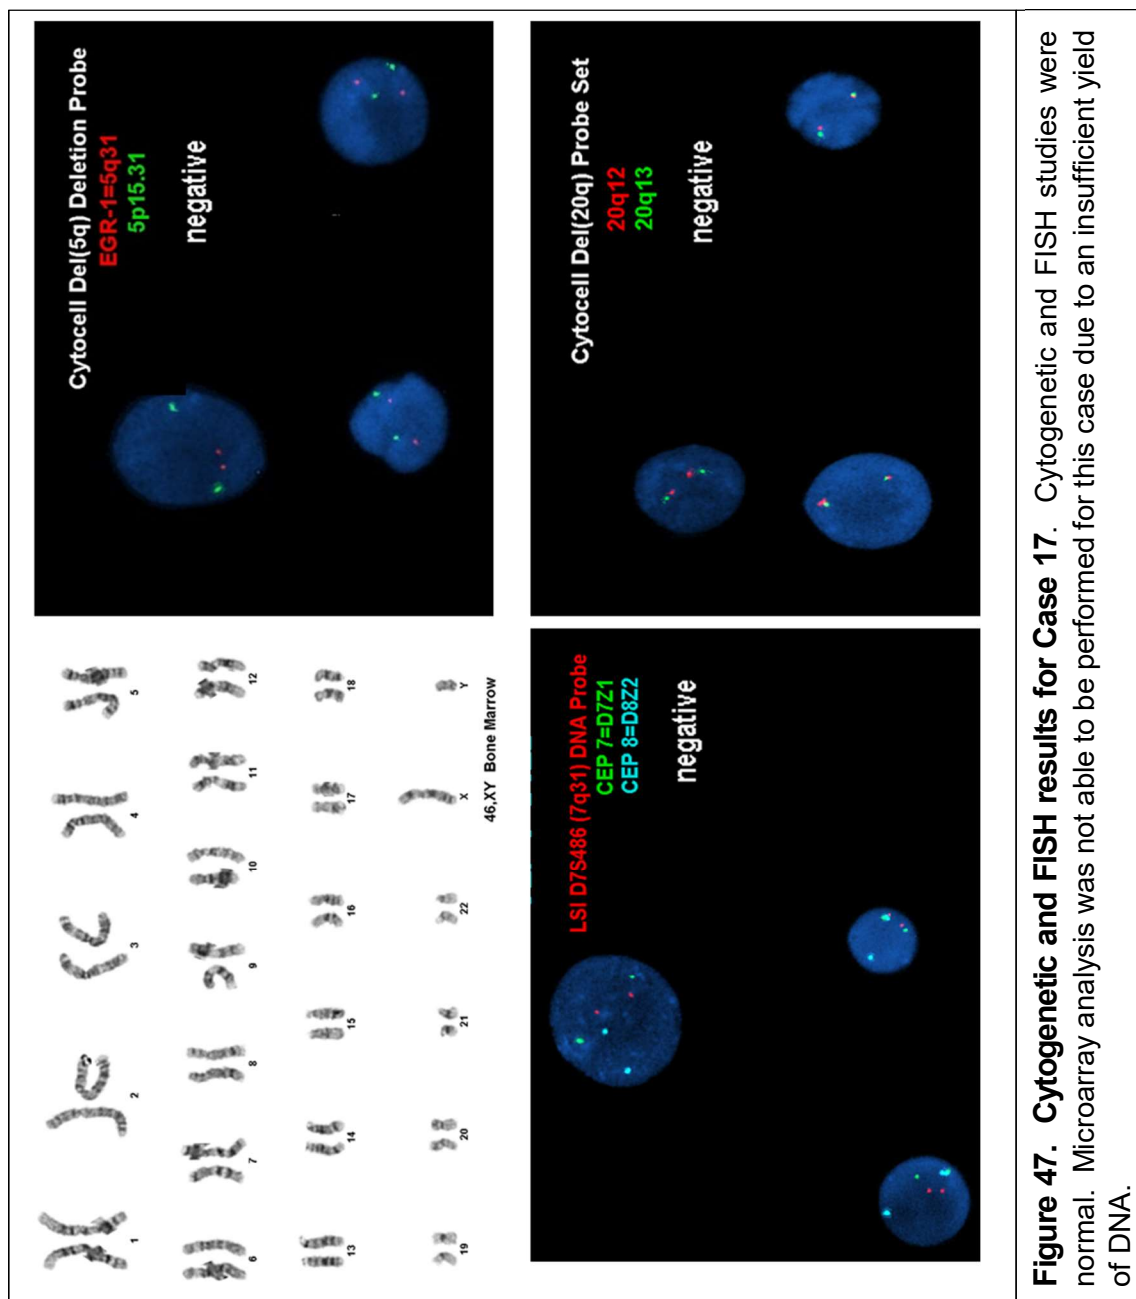 1 2 3 4 5
6 7 8 9 10 11 12
13 14 15 16 17 18
19 20 21 22 X Y
46,XY Bone Marrow
Cytocell Del(5q) Deletion Probe
EGR-1=5q31
5p15.31
negative
LSI D7S486 (7q31) DNA Probe
CEP 7=D7Z1
CEP 8=D8Z2
negative
Cytocell Del(20q) Probe Set
20q12
20q13
negative
Figure 47. Cytogenetic and FISH results for Case 17. Cytogenetic and FISH studies were
normal. Microarray analysis was not able to be performed for this case due to an insufficient yield
of DNA.